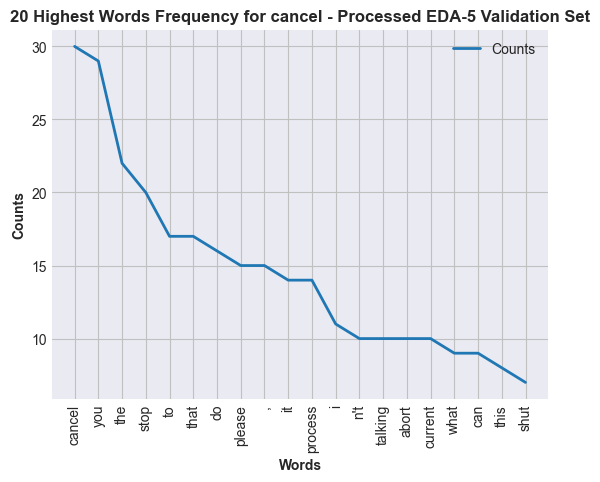 20 Highest Words Frequency for cancel - Processed EDA-5 Validation Set
Counts
30
25
20
15
10
Counts
cancel
you
the
stop
to
that
do
please
,
it
process
i
n't
talking
abort
current
what
can
this
shut
Words